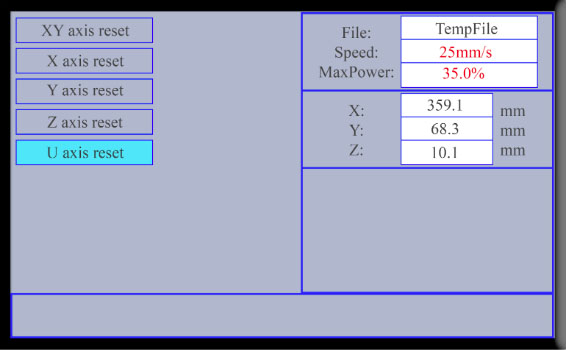 XY axis reset
X axis reset
Y axis reset
Z axis reset
U axis reset
File: TempFile
Speed: 25mm/s
MaxPower: 35.0%
X: 359.1 mm
Y: 68.3 mm
Z: 10.1 mm